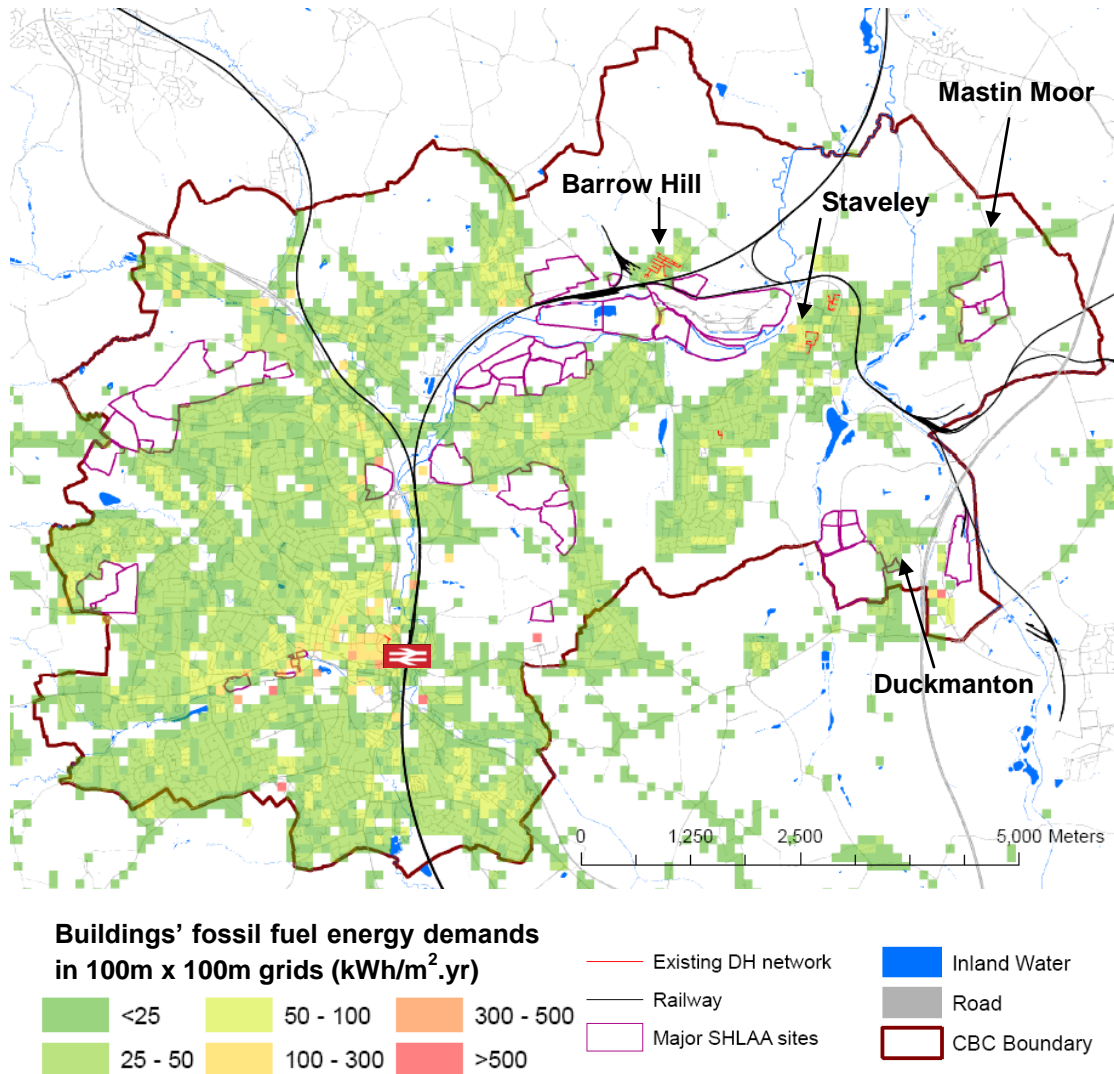 Mastin Moor
Barrow Hill
Staveley
Duckmanton
0 1,250 2,500 5,000 Meters
Buildings' fossil fuel energy demands
in 100m x 100m grids (kWh/m².yr)
<25
25 - 50
50 - 100
100 - 300
300 - 500
>500
Existing DH network
Railway
Major SHLAA sites
Inland Water
Road
CBC Boundary